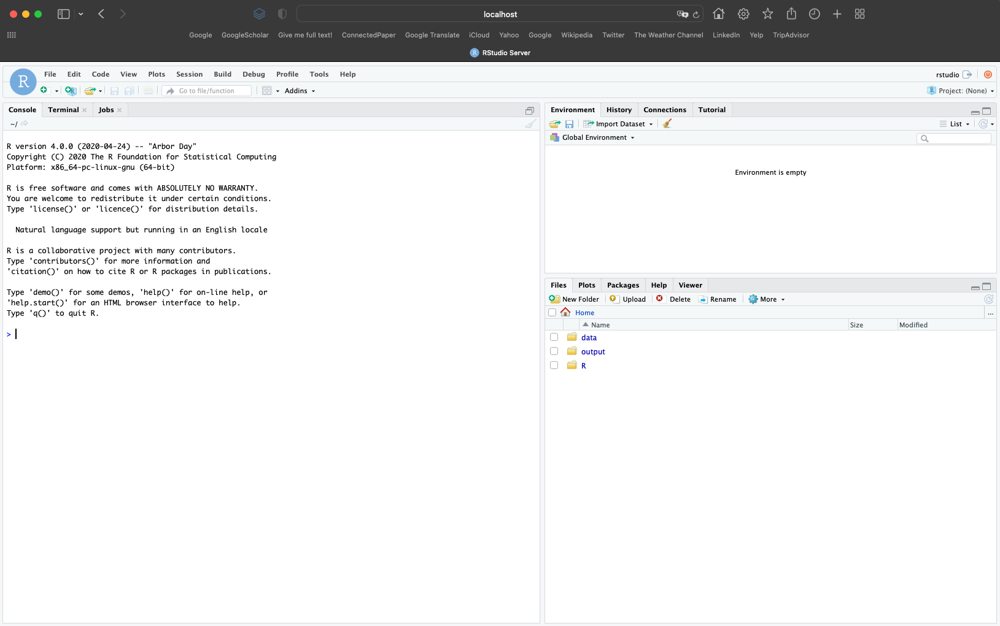 localhost
Google GoogleScholar Give me full text! ConnectedPaper Google Translate iCloud Yahoo Google Wikipedia Twitter The Weather Channel LinkedIn Yelp TripAdvisor
R RStudio Server
R
File Edit Code View Plots Session Build Debug Profile Tools Help
rstudio
Go to file/function
Addins
R Project: (None)
Console Terminal Jobs
~/
R version 4.0.0 (2020-04-24) -- "Arbor Day"
Copyright (C) 2020 The R Foundation for Statistical Computing
Platform: x86_64-pc-linux-gnu (64-bit)
R is free software and comes with ABSOLUTELY NO WARRANTY.
You are welcome to redistribute it under certain conditions.
Type 'license()' or 'licence()' for distribution details.
Natural language support but running in an English locale
R is a collaborative project with many contributors.
Type 'contributors()' for more information and
'citation()' on how to cite R or R packages in publications.
Type 'demo()' for some demos, 'help()' for on-line help, or
'help.start()' for an HTML browser interface to help.
Type 'q()' to quit R.
>
Environment History Connections Tutorial
Import Dataset
List
Global Environment
Environment is empty
Files Plots Packages Help Viewer
New Folder Upload Delete Rename More
Home
...
Name Size Modified
data
output
R